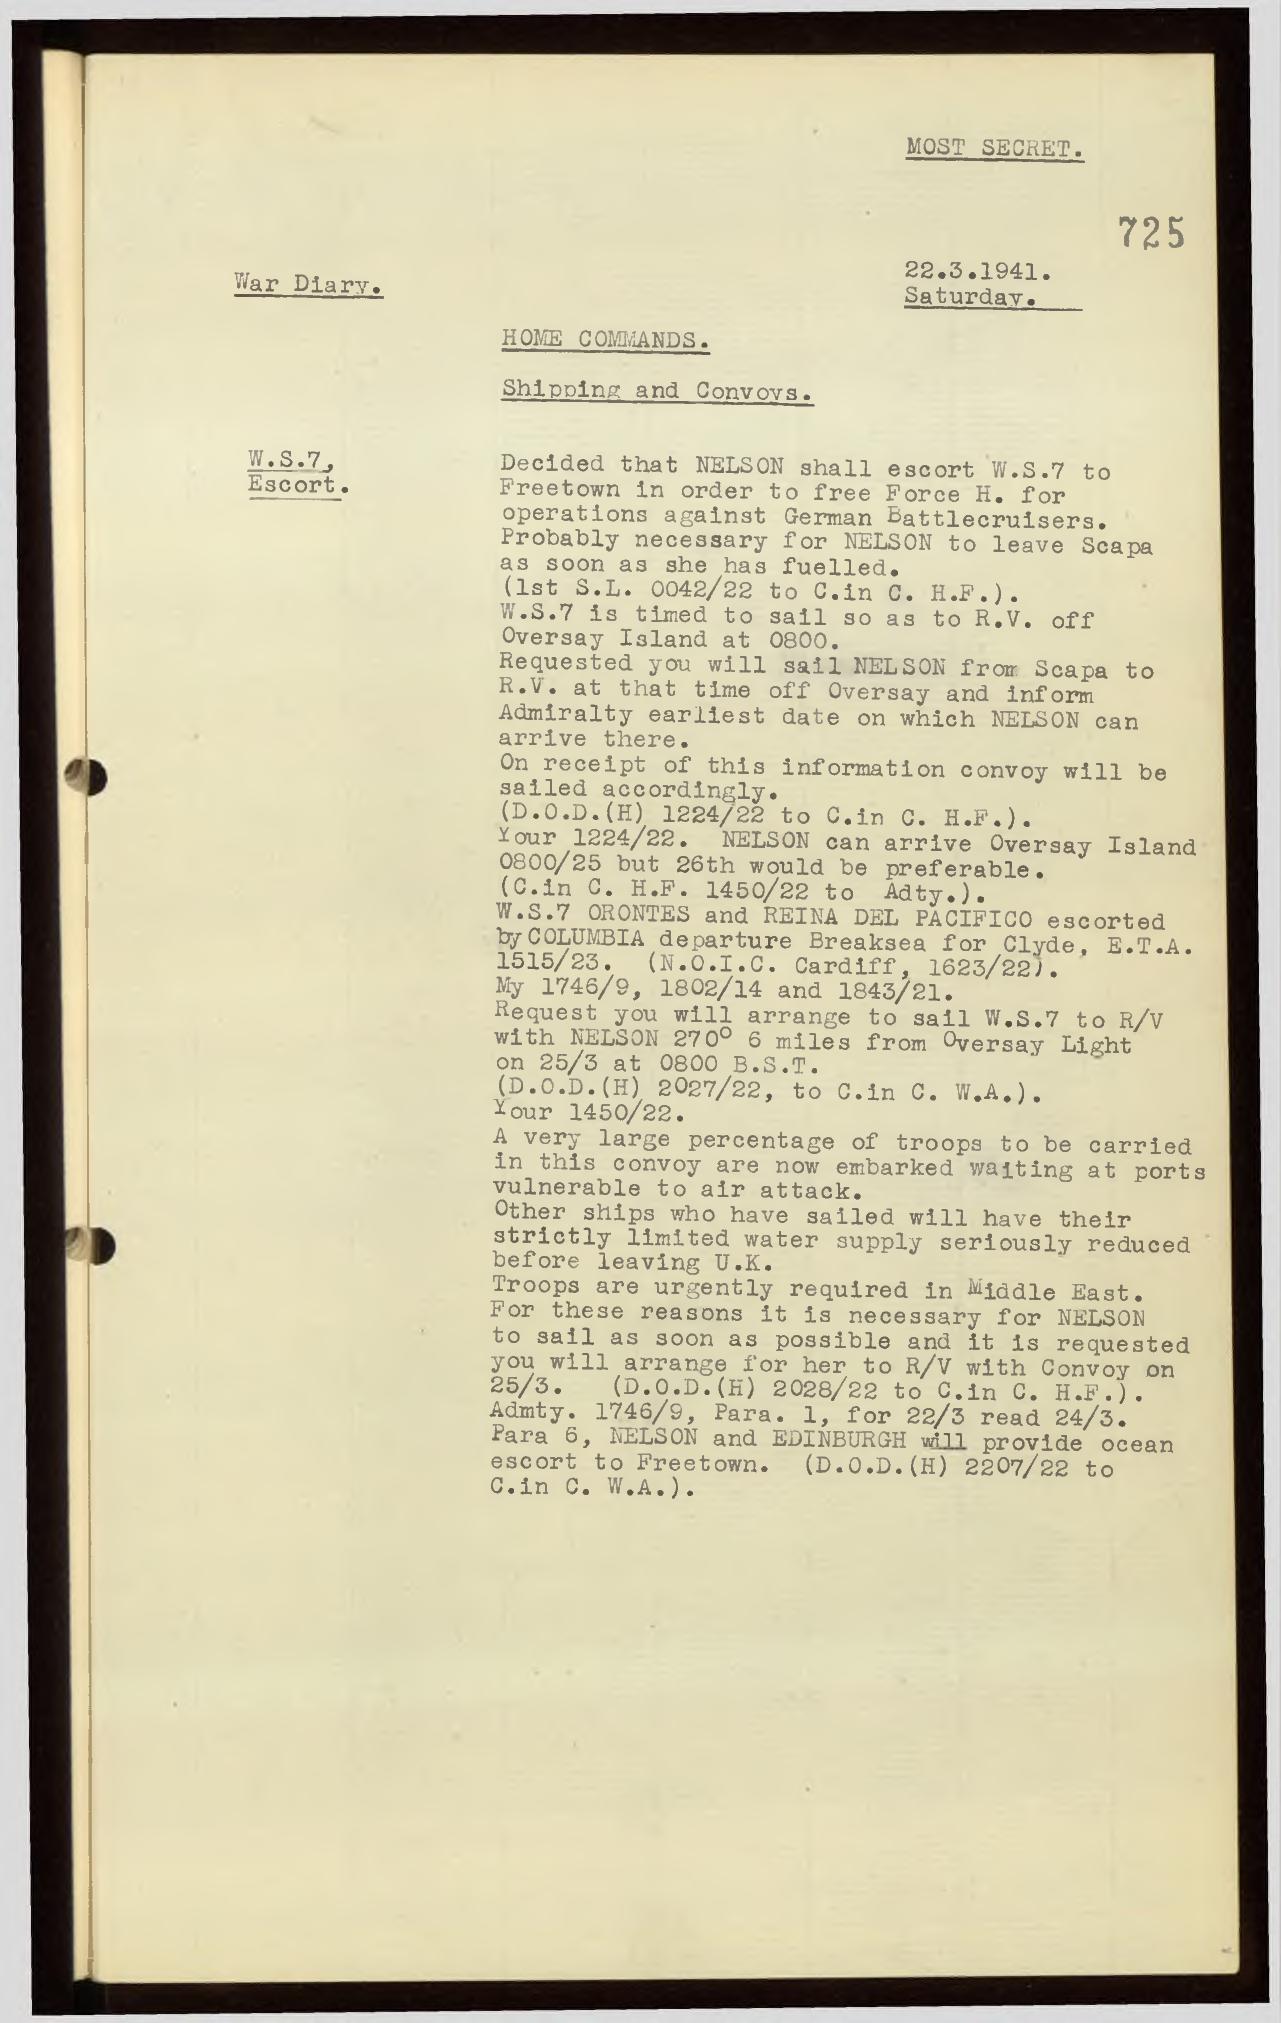 MOST SECRET.
725
War Diary.
22.3.1941.
Saturday.
HOME COMMANDS.
Shipping and Convoys.
W.S.7,
Escort.
Decided that NELSON shall escort W.S.7 to
Freetown in order to free Force H. for
operations against German Battlecruisers.
Probably necessary for NELSON to leave Scapa
as soon as she has fuelled.
(1st S.L. 0042/22 to C.in C. H.F.).
W.S.7 is timed to sail so as to R.V. off
Oversay Island at 0800.
Requested you will sail NELSON from Scapa to
R.V. at that time off Oversay and inform
Admiralty earliest date on which NELSON can
arrive there.
On receipt of this information convoy will be
sailed accordingly.
(D.O.D.(H) 1224/22 to C.in C. H.F.).
Your 1224/22. NELSON can arrive Oversay Island
0800/25 but 26th would be preferable.
(C.in C. H.F. 1450/22 to Adty.).
W.S.7 ORONTES and REINA DEL PACIFICO escorted
by COLUMBIA departure Breaksea for Clyde, E.T.A.
1515/23. (N.O.I.C. Cardiff, 1623/22).
My 1746/9, 1802/14 and 1843/21.
Request you will arrange to sail W.S.7 to R/V
with NELSON 270° 6 miles from Oversay Light
on 25/3 at 0800 B.S.T.
(D.O.D.(H) 2027/22, to C.in C. W.A.).
Your 1450/22.
A very large percentage of troops to be carried
in this convoy are now embarked waiting at ports
vulnerable to air attack.
Other ships who have sailed will have their
strictly limited water supply seriously reduced
before leaving U.K.
Troops are urgently required in Middle East.
For these reasons it is necessary for NELSON
to sail as soon as possible and it is requested
you will arrange for her to R/V with Convoy on
25/3. (D.O.D.(H) 2028/22 to C.in C. H.F.).
Admty. 1746/9, Para. 1, for 22/3 read 24/3.
Para 6, NELSON and EDINBURGH will provide ocean
escort to Freetown. (D.O.D.(H) 2207/22 to
C.in C. W.A.).